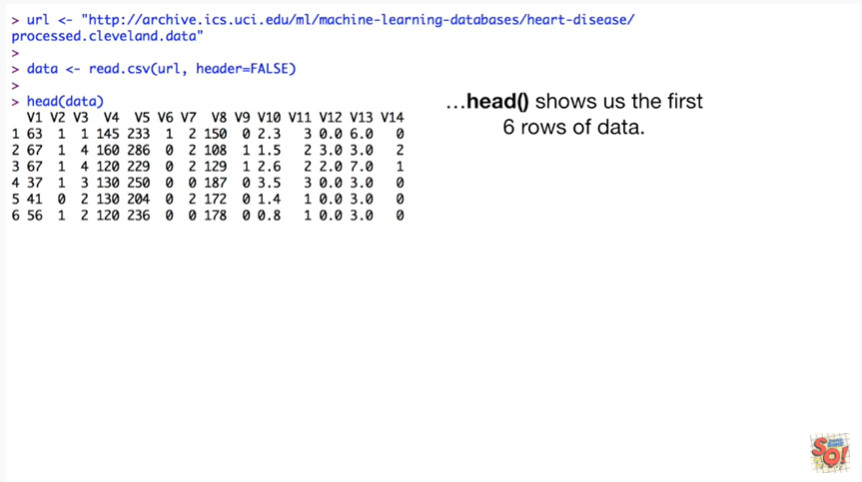 > url <- "http://archive.ics.uci.edu/ml/machine-learning-databases/heart-disease/
processed.cleveland.data"
>
> data <- read.csv(url, header=FALSE)
>
> head(data)
  V1 V2 V3  V4  V5 V6 V7  V8 V9 V10 V11 V12 V13 V14
1 63  1  1 145 233  1  2 150  0 2.3   3 0.0 6.0   0
2 67  1  4 160 286  0  2 108  1 1.5   2 3.0 3.0   2
3 67  1  4 120 229  0  2 129  1 2.6   2 2.0 7.0   1
4 37  1  3 130 250  0  0 187  0 3.5   3 0.0 3.0   0
5 41  0  2 130 204  0  2 172  0 1.4   1 0.0 3.0   0
6 56  1  2 120 236  0  0 178  0 0.8   1 0.0 3.0   0
…head() shows us the first
6 rows of data.
SQ!